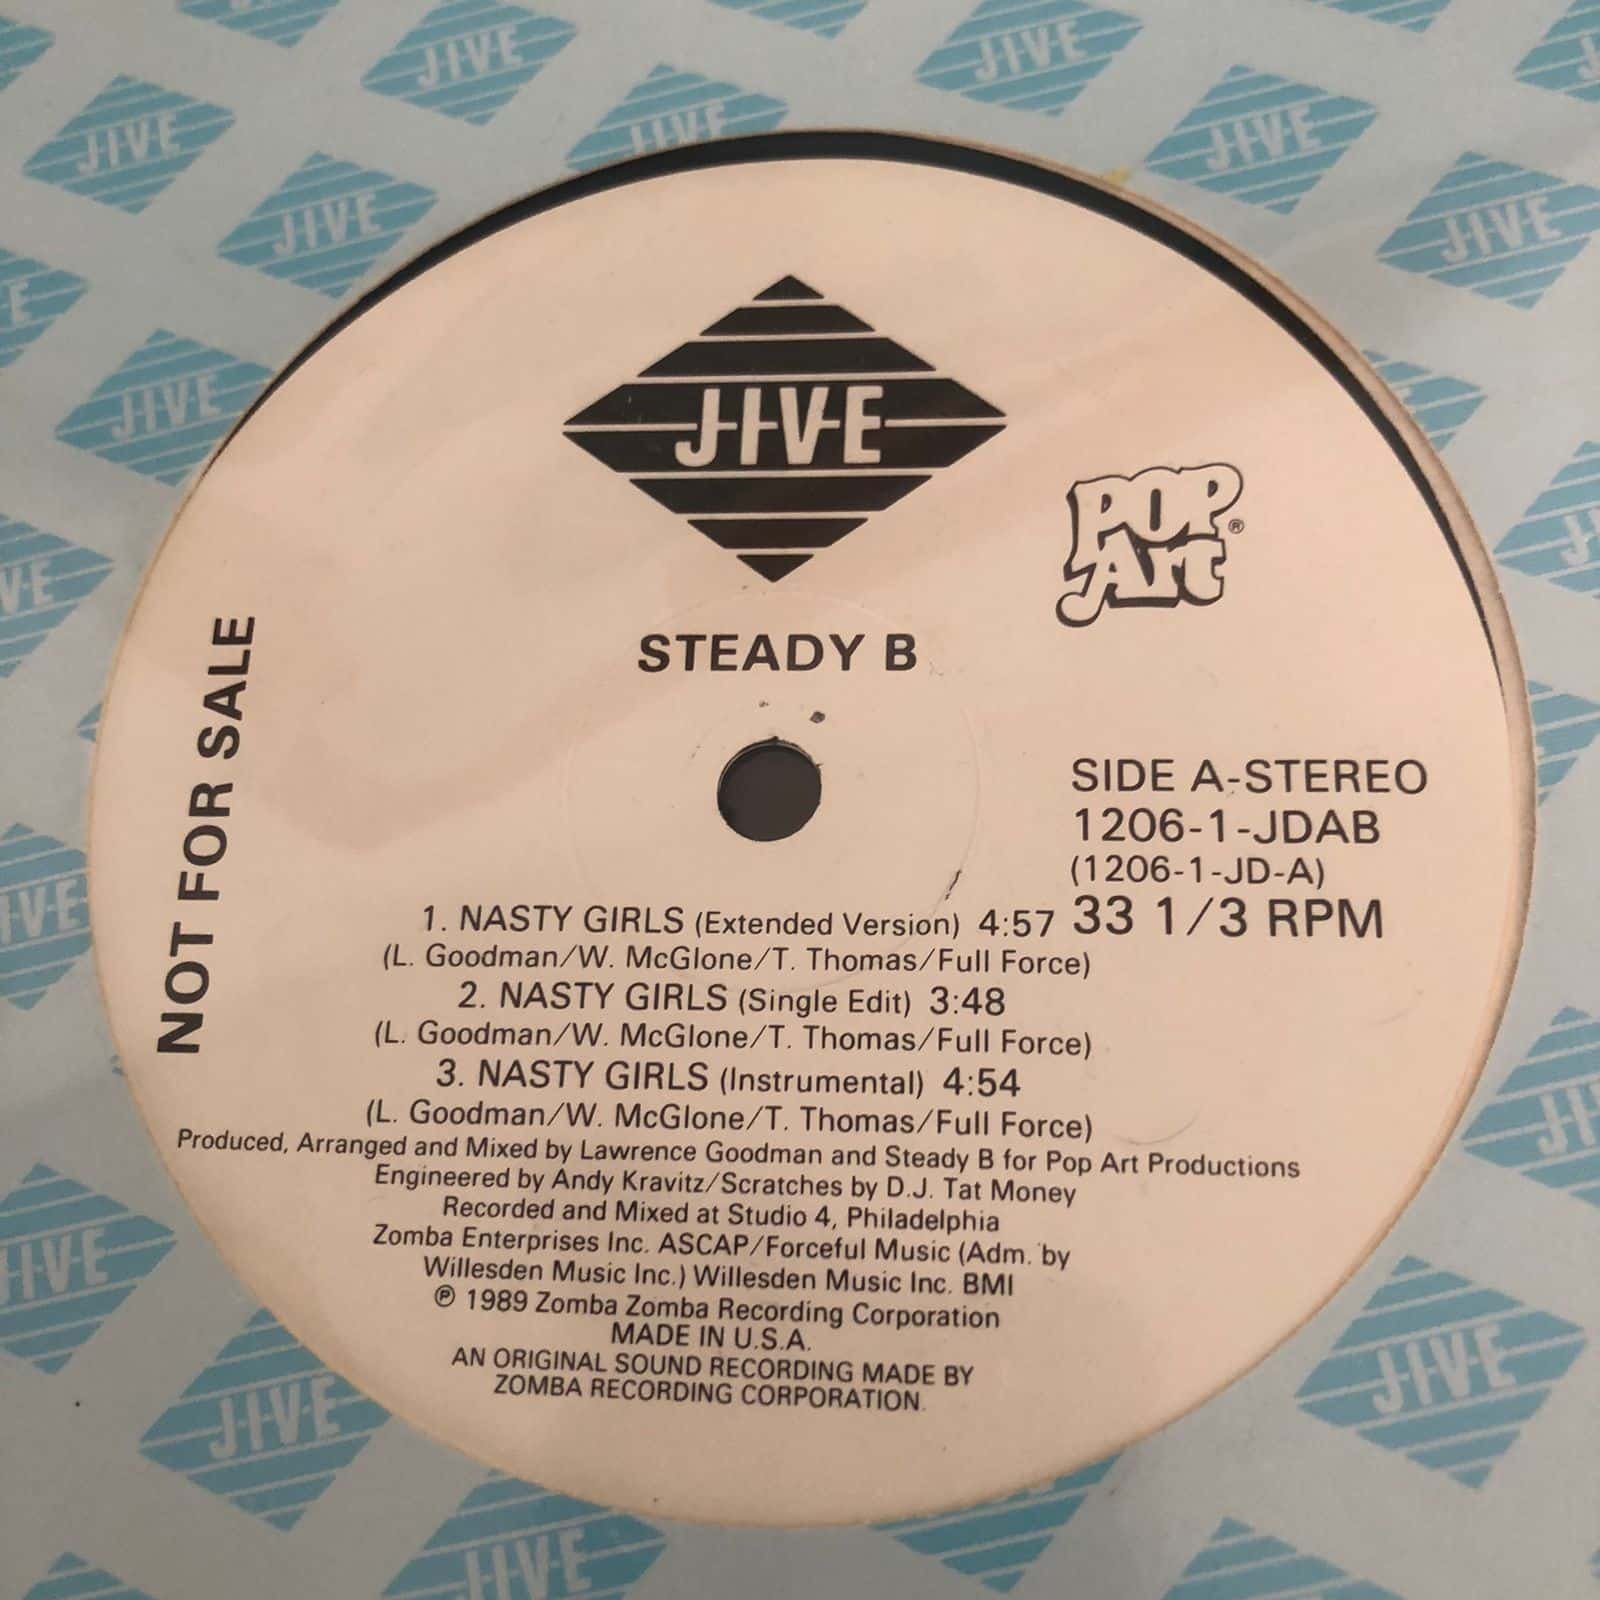 JIVE
POP
Art®
STEADY B
NOT FOR SALE
SIDE A-STEREO
1206-1-JDAB
(1206-1-JD-A)
33 1/3 RPM
1. NASTY GIRLS (Extended Version) 4:57
(L. Goodman/W. McGlone/T. Thomas/Full Force)
2. NASTY GIRLS (Single Edit) 3:48
(L. Goodman/W. McGlone/T. Thomas/Full Force)
3. NASTY GIRLS (Instrumental) 4:54
(L. Goodman/W. McGlone/T. Thomas/Full Force)
Produced, Arranged and Mixed by Lawrence Goodman and Steady B for Pop Art Productions
Engineered by Andy Kravitz/Scratches by D.J. Tat Money
Recorded and Mixed at Studio 4, Philadelphia
Zomba Enterprises Inc. ASCAP/Forceful Music (Adm. by
Willesden Music Inc.) Willesden Music Inc. BMI
℗ 1989 Zomba Zomba Recording Corporation
MADE IN U.S.A.
AN ORIGINAL SOUND RECORDING MADE BY
ZOMBA RECORDING CORPORATION.